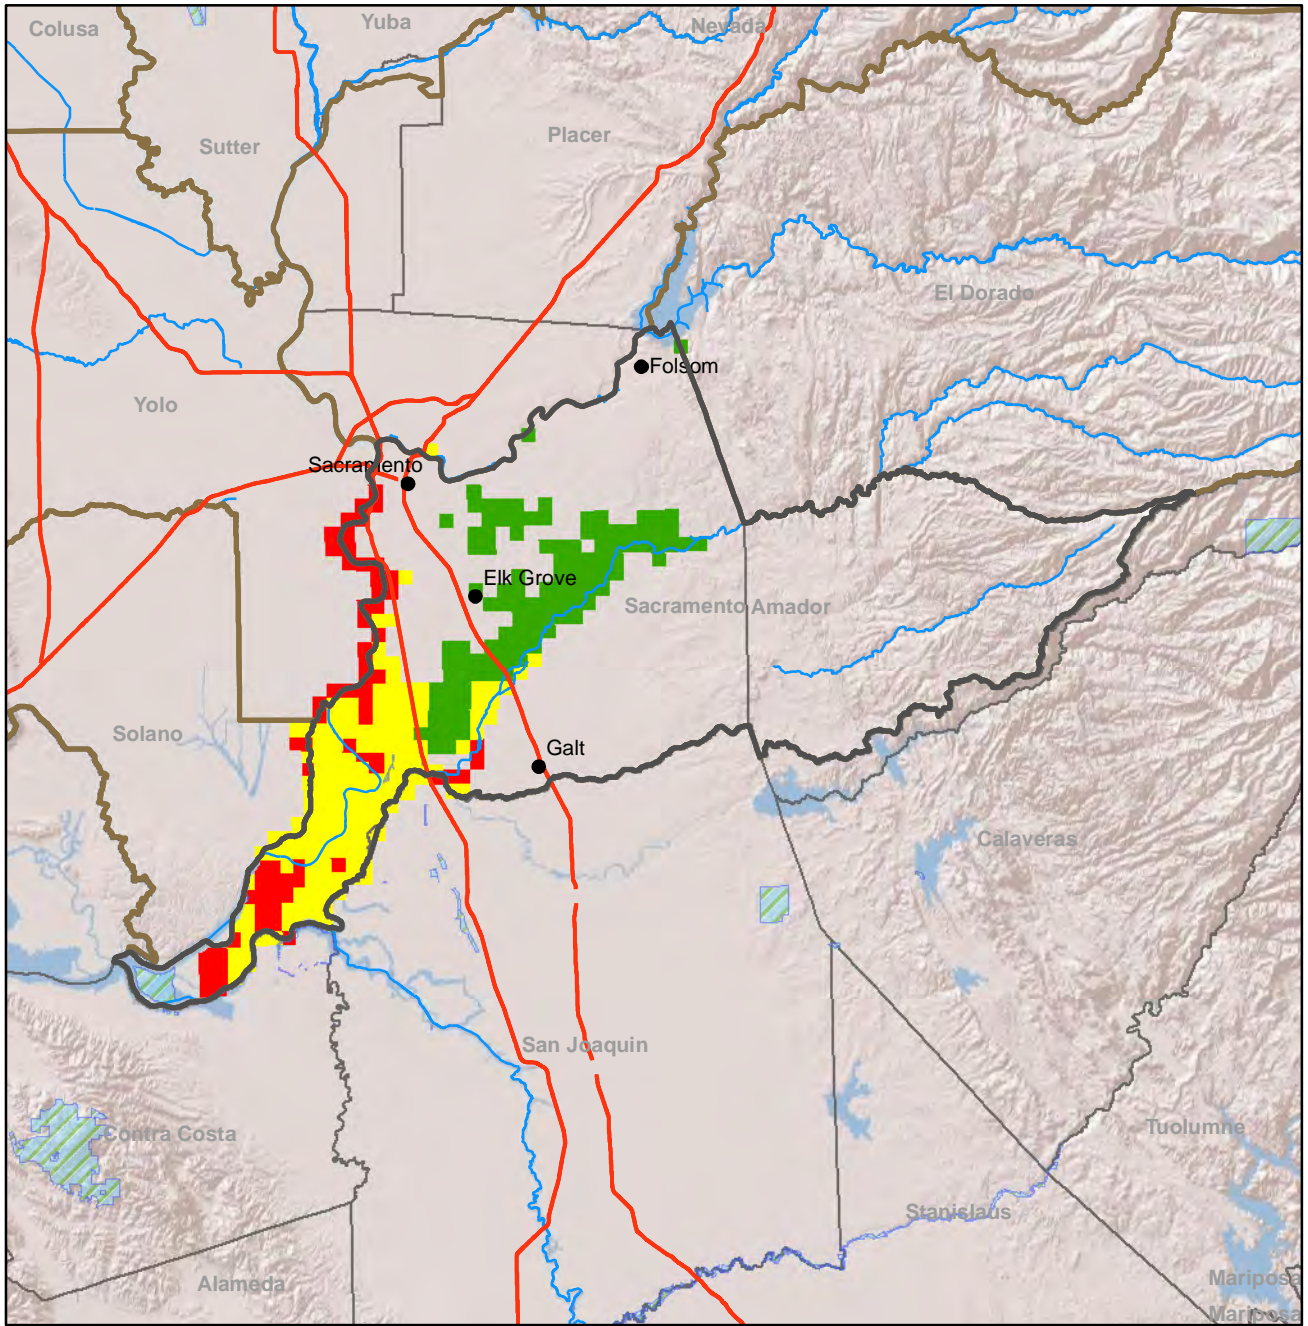 Colusa
Yuba
Nevada
Sutter
Placer
El Dorado
Folsom
Yolo
Sacramento
Elk Grove
Sacramento
Amador
Solano
Galt
Calaveras
San Joaquin
Contra Costa
Tuolumne
Stanislaus
Alameda
Mariposa
Mariposa